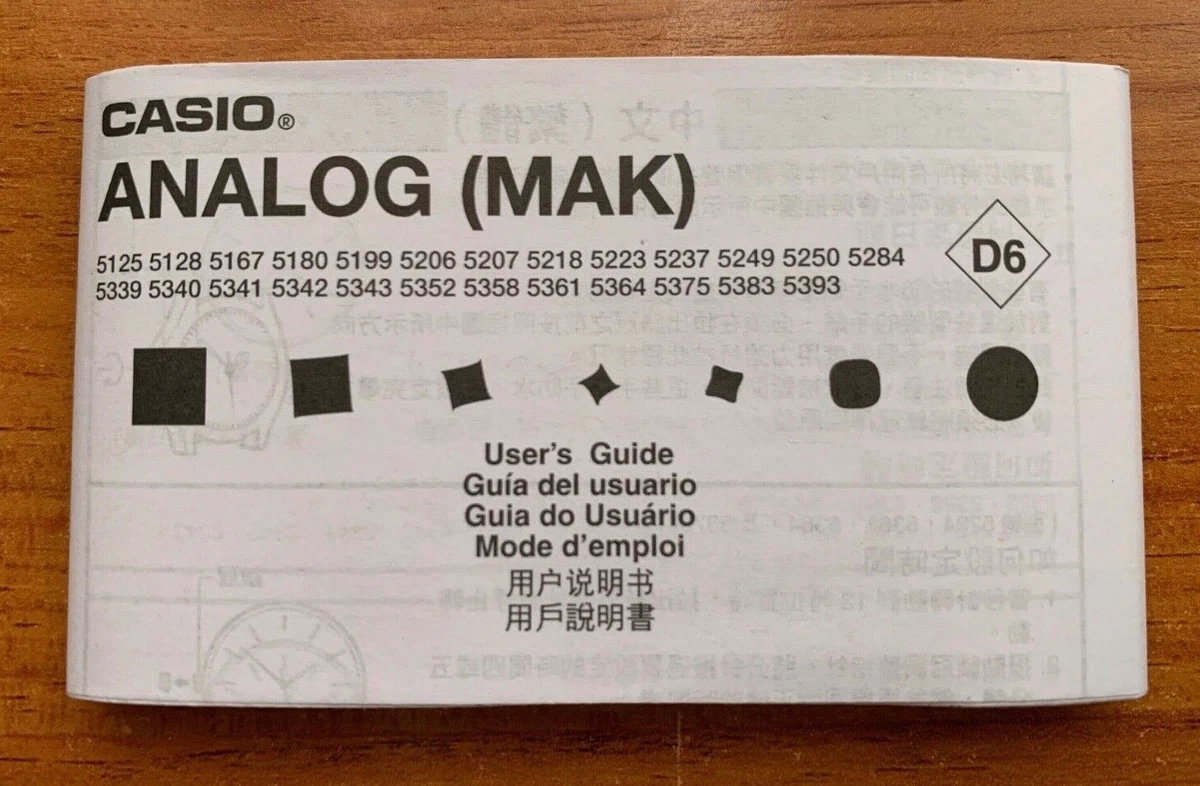 CASIO®
ANALOG (MAK)
5125 5128 5167 5180 5199 5206 5207 5218 5223 5237 5249 5250 5284
5339 5340 5341 5342 5343 5352 5358 5361 5364 5375 5383 5393
D6
User's Guide
Guía del usuario
Guia do Usuário
Mode d'emploi
用户说明书
用戶說明書